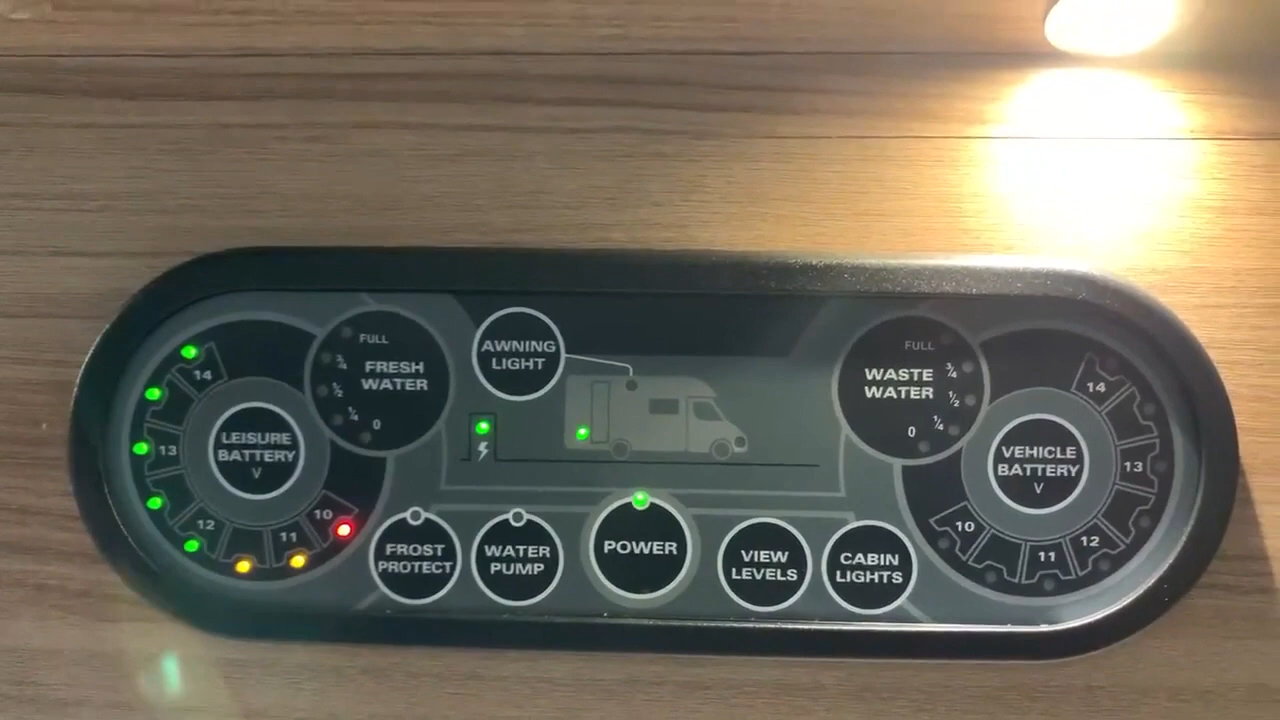 14
13
12
11
10
LEISURE
BATTERY
V
FULL
3/4
1/2
1/4
0
FRESH
WATER
AWNING
LIGHT
FROST
PROTECT
WATER
PUMP
POWER
VIEW
LEVELS
CABIN
LIGHTS
WASTE
WATER
FULL
3/4
1/2
1/4
0
VEHICLE
BATTERY
V
14
13
12
11
10